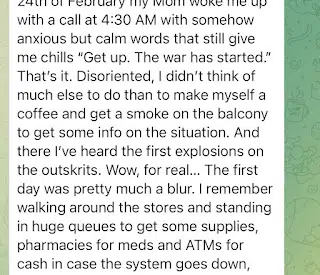 24th of February my Mom woke me up
with a call at 4:30 AM with somehow
anxious but calm words that still give
me chills “Get up. The war has started.”
That’s it. Disoriented, I didn’t think of
much else to do than to make myself a
coffee and get a smoke on the balcony
to get some info on the situation. And
there I’ve heard the first explosions on
the outskrits. Wow, for real... The first
day was pretty much a blur. I remember
walking around the stores and standing
in huge queues to get some supplies,
pharmacies for meds and ATMs for
cash in case the system goes down,